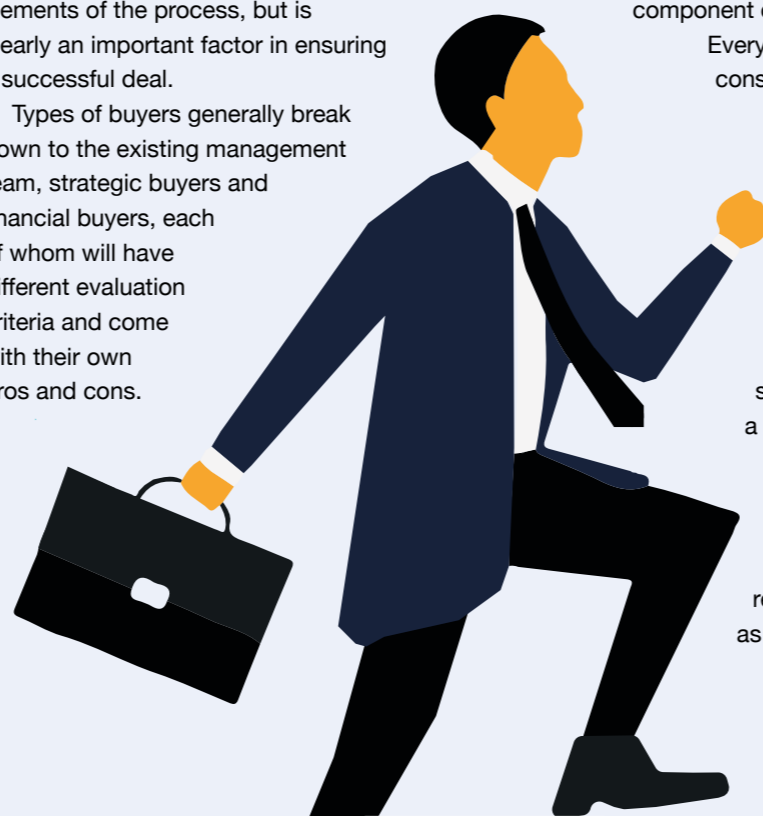 ements of the process, but is
early an important factor in ensuring
successful deal.
Types of buyers generally break
own to the existing management
eam, strategic buyers and
nancial buyers, each
f whom will have
ifferent evaluation
riteria and come
ith their own
ros and cons.
component
Every
cons
s
a
re
as